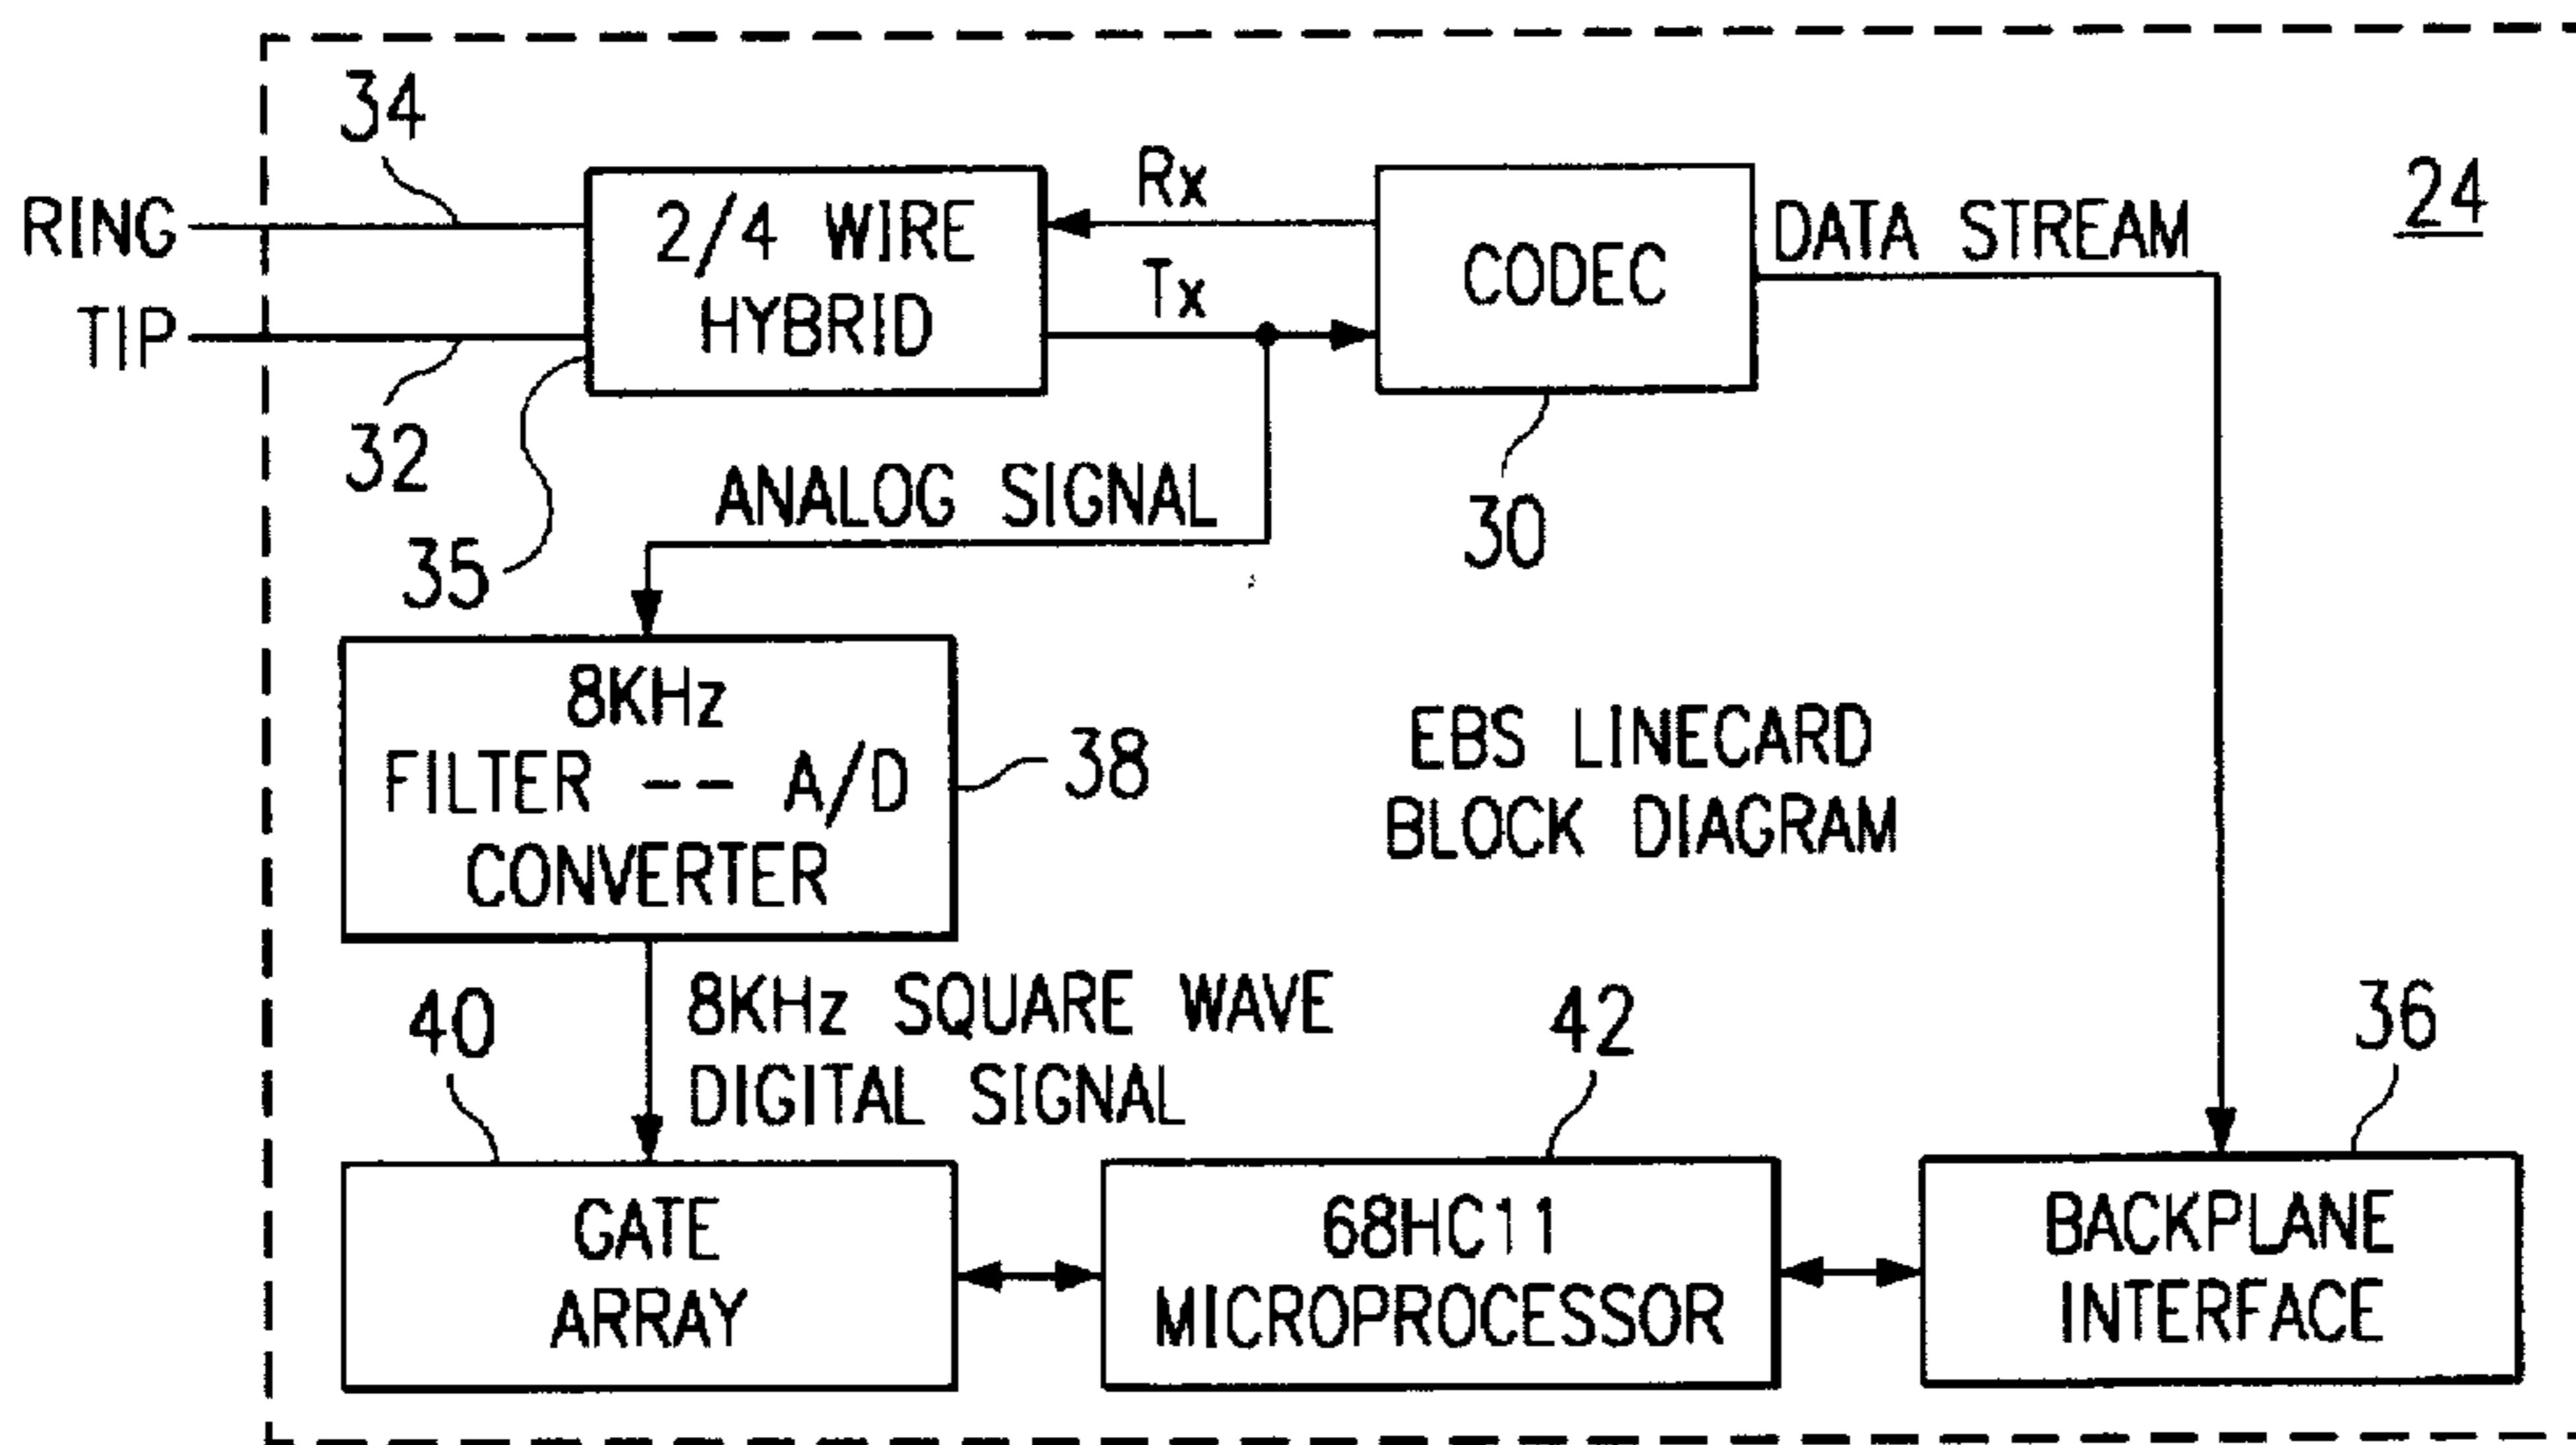 34
RING
TIP
32
35
2/4 WIRE
HYBRID
Rx
Tx
CODEC
30
DATA STREAM
24
ANALOG SIGNAL
8KHz
FILTER -- A/D
CONVERTER
38
EBS LINECARD
BLOCK DIAGRAM
8KHz SQUARE WAVE
DIGITAL SIGNAL
40
GATE
ARRAY
42
68HC11
MICROPROCESSOR
36
BACKPLANE
INTERFACE